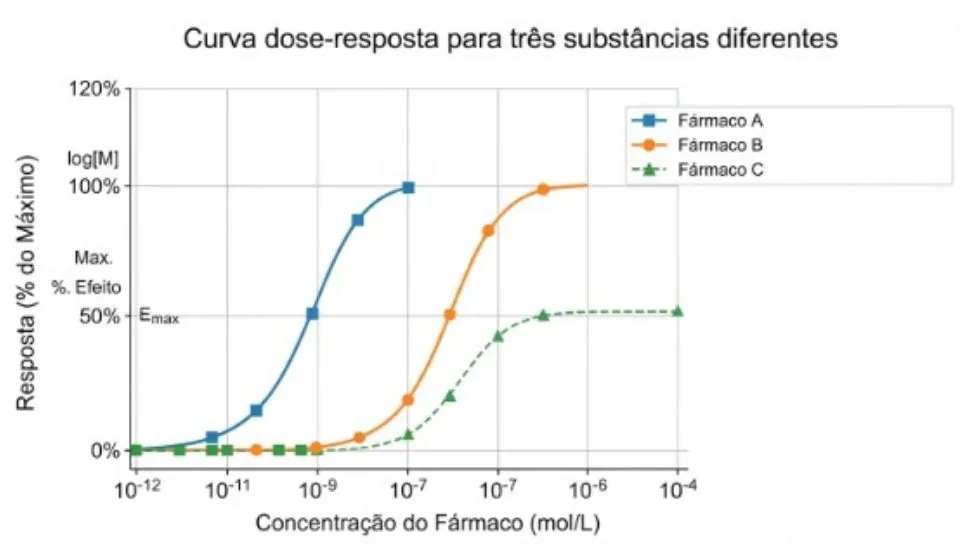 Curva dose-resposta para três substâncias diferentes
120%
log[M]
100%
Max.
%. Efeito
50%
E_max
0%
Resposta (% do Máximo)
Fármaco A
Fármaco B
Fármaco C
10^-12 10^-11 10^-9 10^-7 10^-7 10^-6 10^-4
Concentração do Fármaco (mol/L)